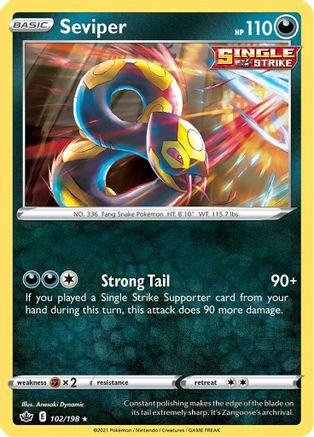 BASIC Seviper HP 110
SINGLE STRIKE
NO. 336 Fang Snake Pokémon HT: 8'10" WT: 115.7 lbs.
Strong Tail 90+
If you played a Single Strike Supporter card from your
hand during this turn, this attack does 90 more damage.
weakness ×2 resistance retreat
Illus. Anesaki Dynamic
E 102/198 ★
Constant polishing makes the edge of the blade on
its tail extremely sharp. It's Zangoose's archrival.
©2021 Pokémon / Nintendo / Creatures / GAME FREAK